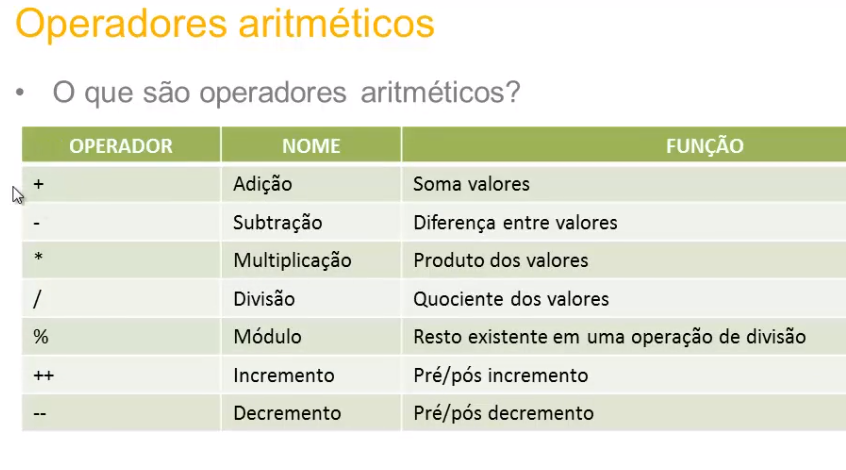 Operadores aritméticos
• O que são operadores aritméticos?
OPERADOR NOME FUNÇÃO
+ Adição Soma valores
- Subtração Diferença entre valores
* Multiplicação Produto dos valores
/ Divisão Quociente dos valores
% Módulo Resto existente em uma operação de divisão
++ Incremento Pré/pós incremento
-- Decremento Pré/pós decremento